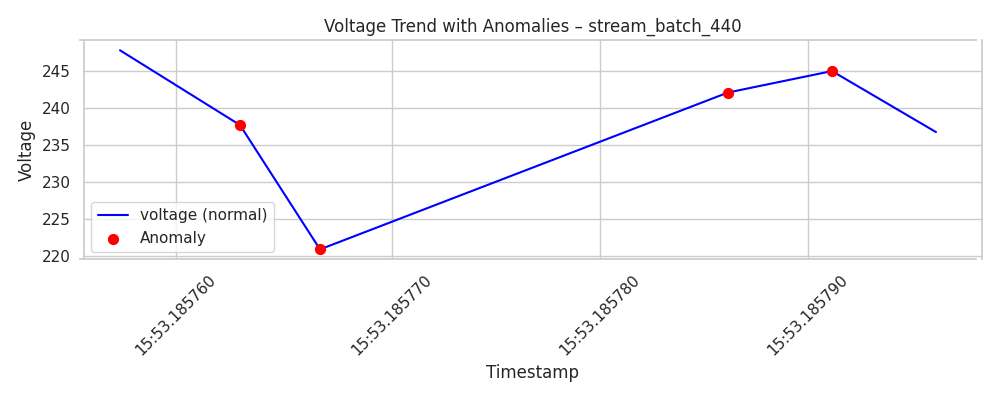 Voltage Trend with Anomalies – stream_batch_440
Voltage
245
240
235
230
225
220
voltage (normal)
Anomaly
15:53.185760
15:53.185770
15:53.185780
15:53.185790
Timestamp